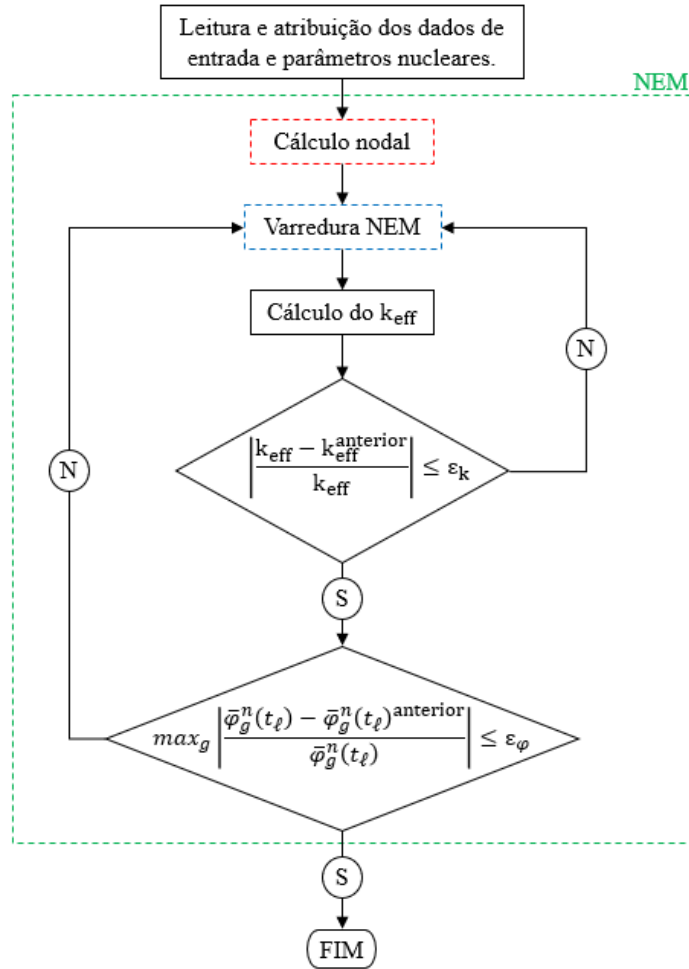 Leitura e atribuição dos dados de
entrada e parâmetros nucleares.
NEM
Cálculo nodal
Varredura NEM
Cálculo do k_eff
N
|(k_eff − k_eff^anterior) / k_eff| ≤ ε_k
N
S
max_g |(φ̄_g^n(t_ℓ) − φ̄_g^n(t_ℓ)^anterior) / φ̄_g^n(t_ℓ)| ≤ ε_φ
S
FIM